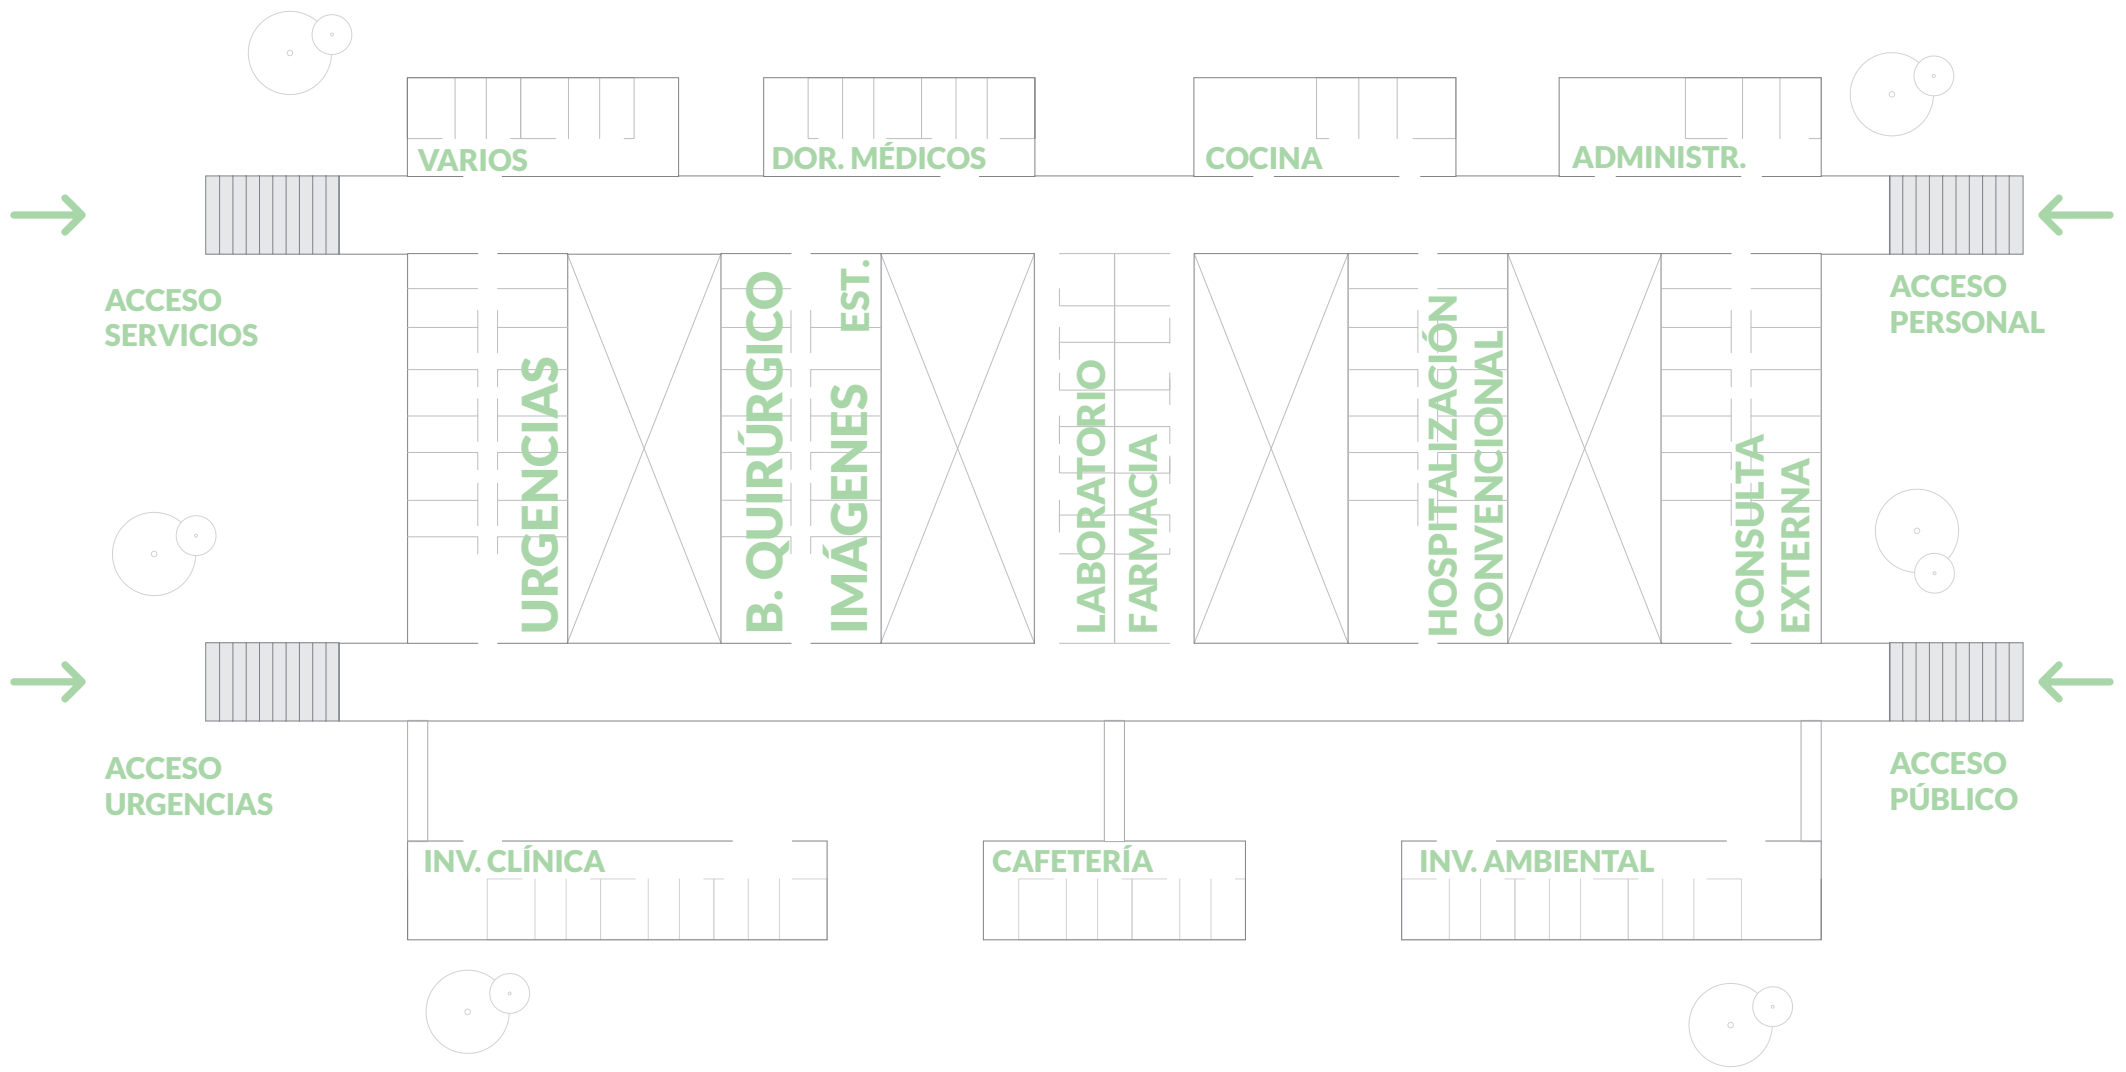 VARIOS
DOR. MÉDICOS
COCINA
ADMINISTR.
ACCESO
SERVICIOS
ACCESO
PERSONAL
URGENCIAS
B. QUIRÚRGICO
IMÁGENES
EST.
LABORATORIO
FARMACIA
HOSPITALIZACIÓN
CONVENCIONAL
CONSULTA
EXTERNA
ACCESO
URGENCIAS
ACCESO
PÚBLICO
INV. CLÍNICA
CAFETERÍA
INV. AMBIENTAL